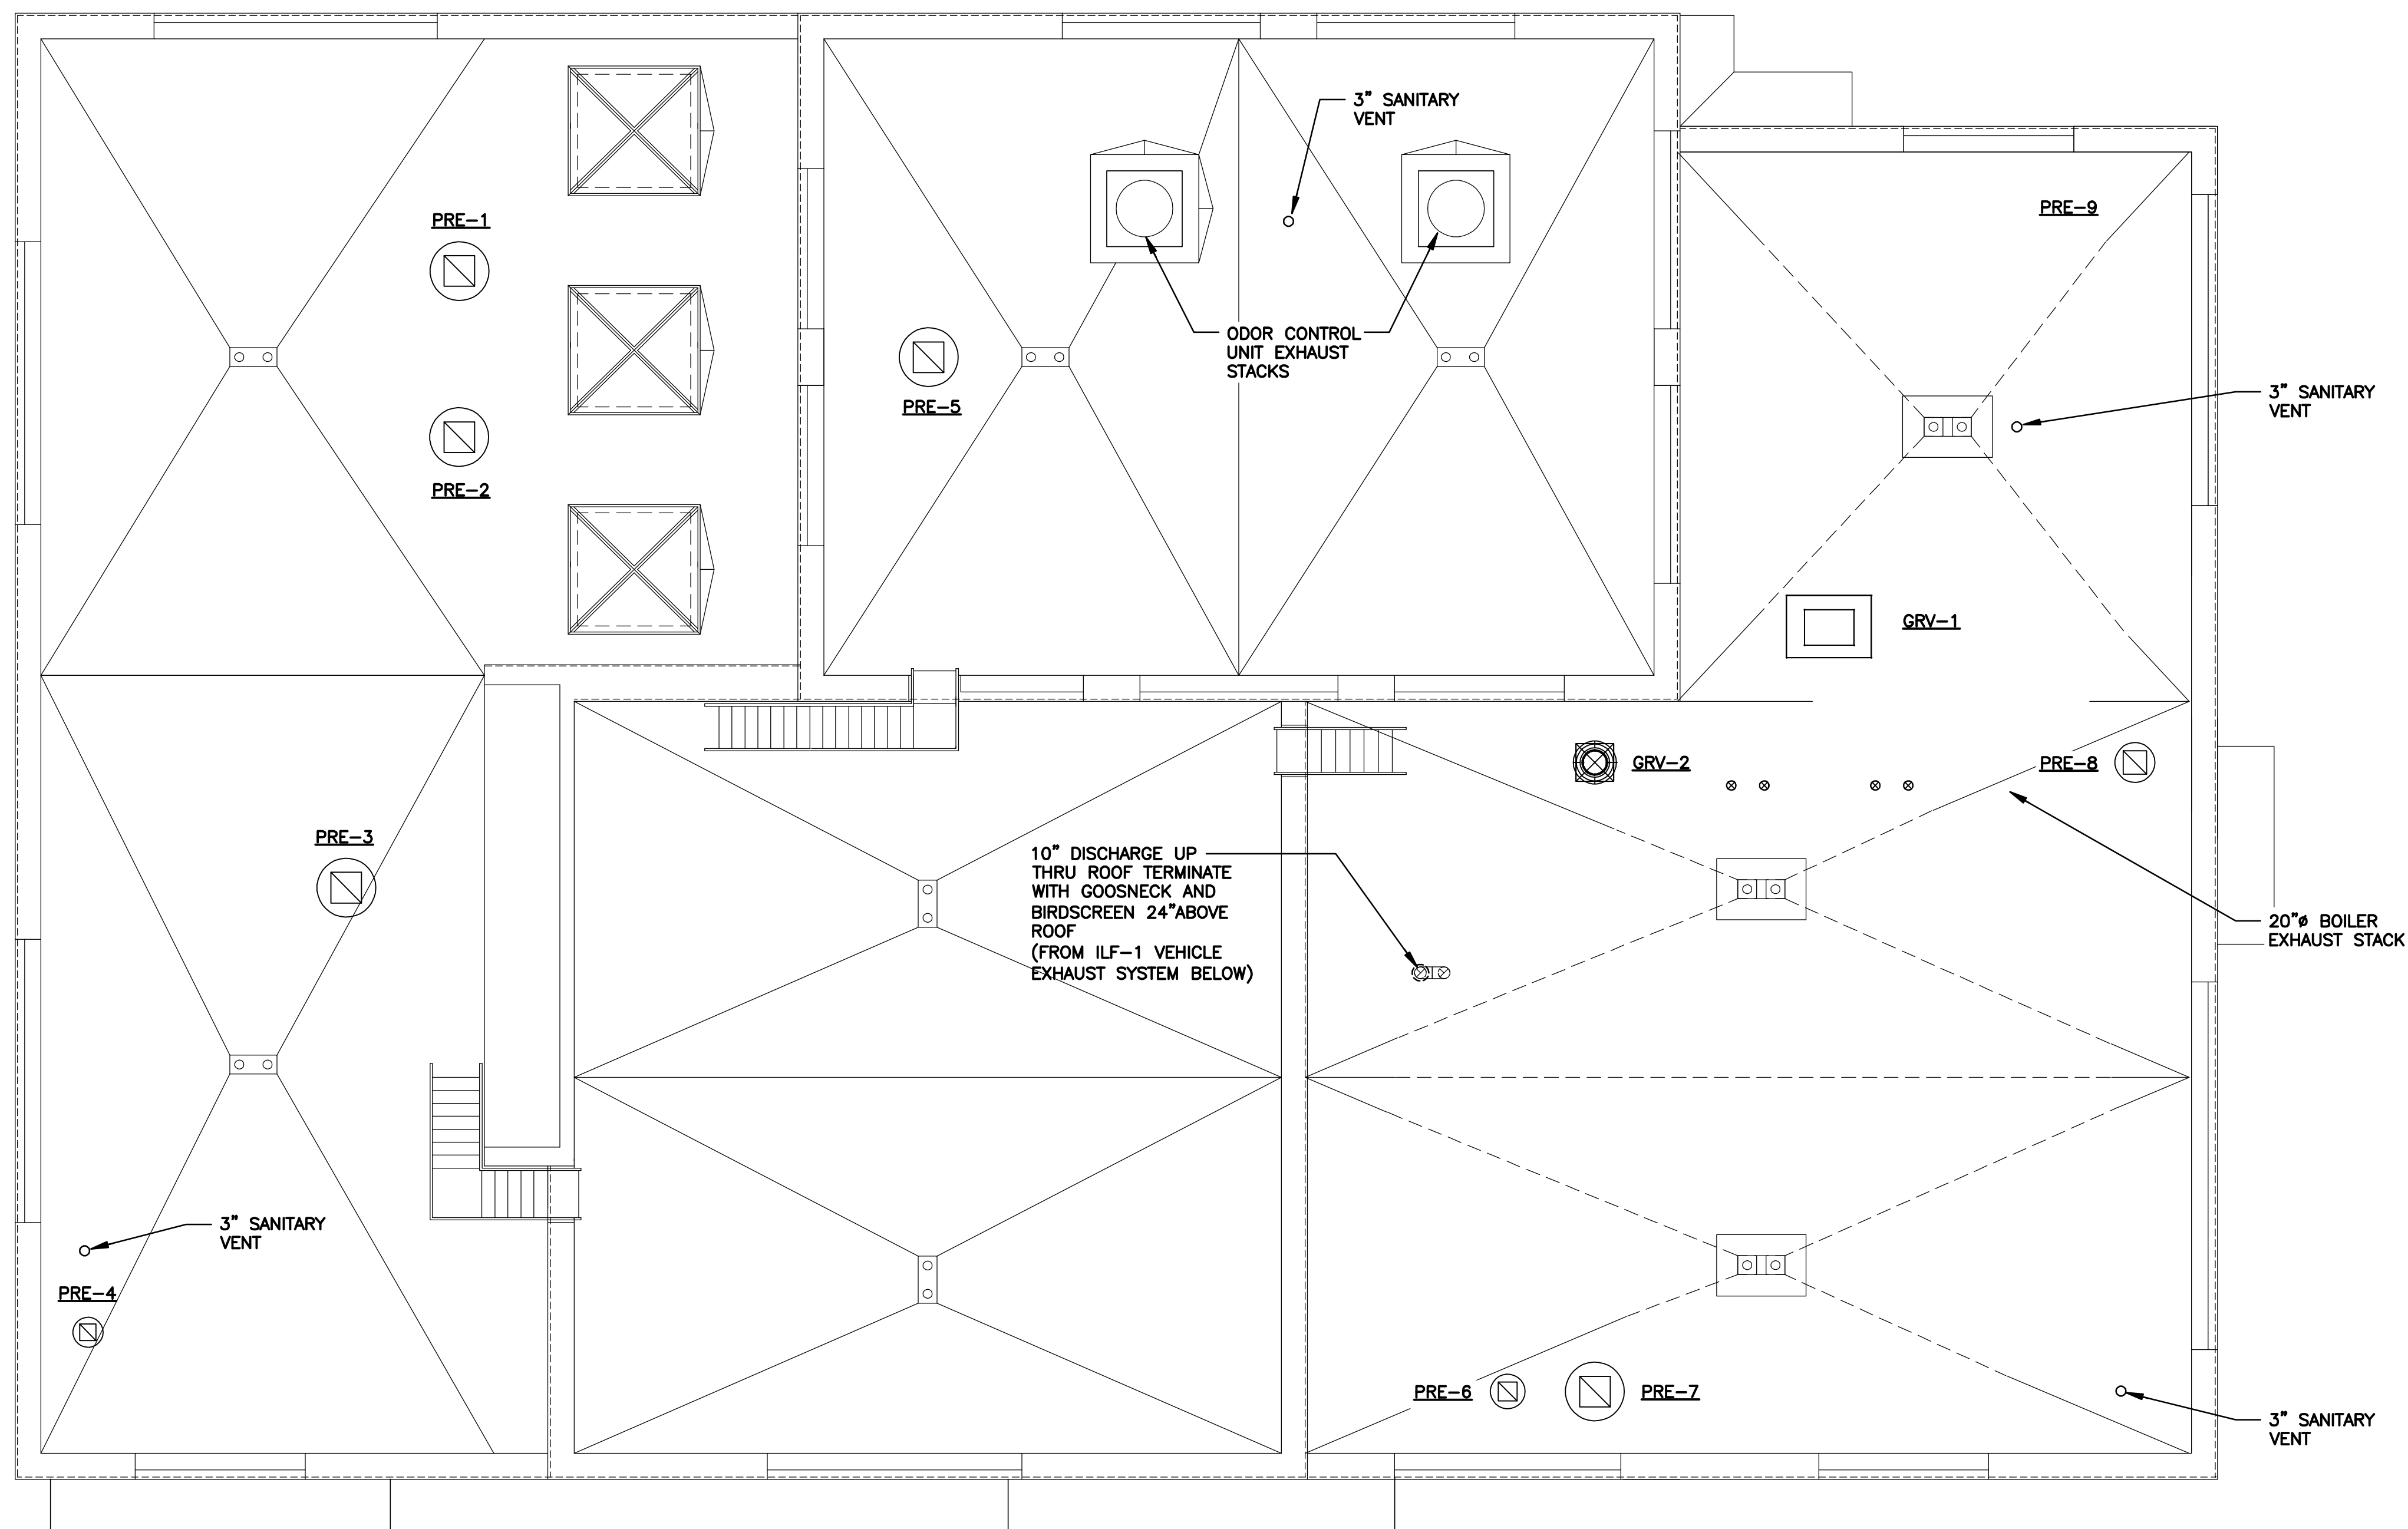 3" SANITARY
VENT
PRE-1
PRE-9
ODOR CONTROL
UNIT EXHAUST
STACKS
3" SANITARY
VENT
PRE-5
PRE-2
GRV-1
GRV-2
PRE-8
PRE-3
10" DISCHARGE UP
THRU ROOF TERMINATE
WITH GOOSNECK AND
BIRDSCREEN 24"ABOVE
ROOF
(FROM ILF-1 VEHICLE
EXHAUST SYSTEM BELOW)
20"ø BOILER
EXHAUST STACK
3" SANITARY
VENT
PRE-4
PRE-6
PRE-7
3" SANITARY
VENT